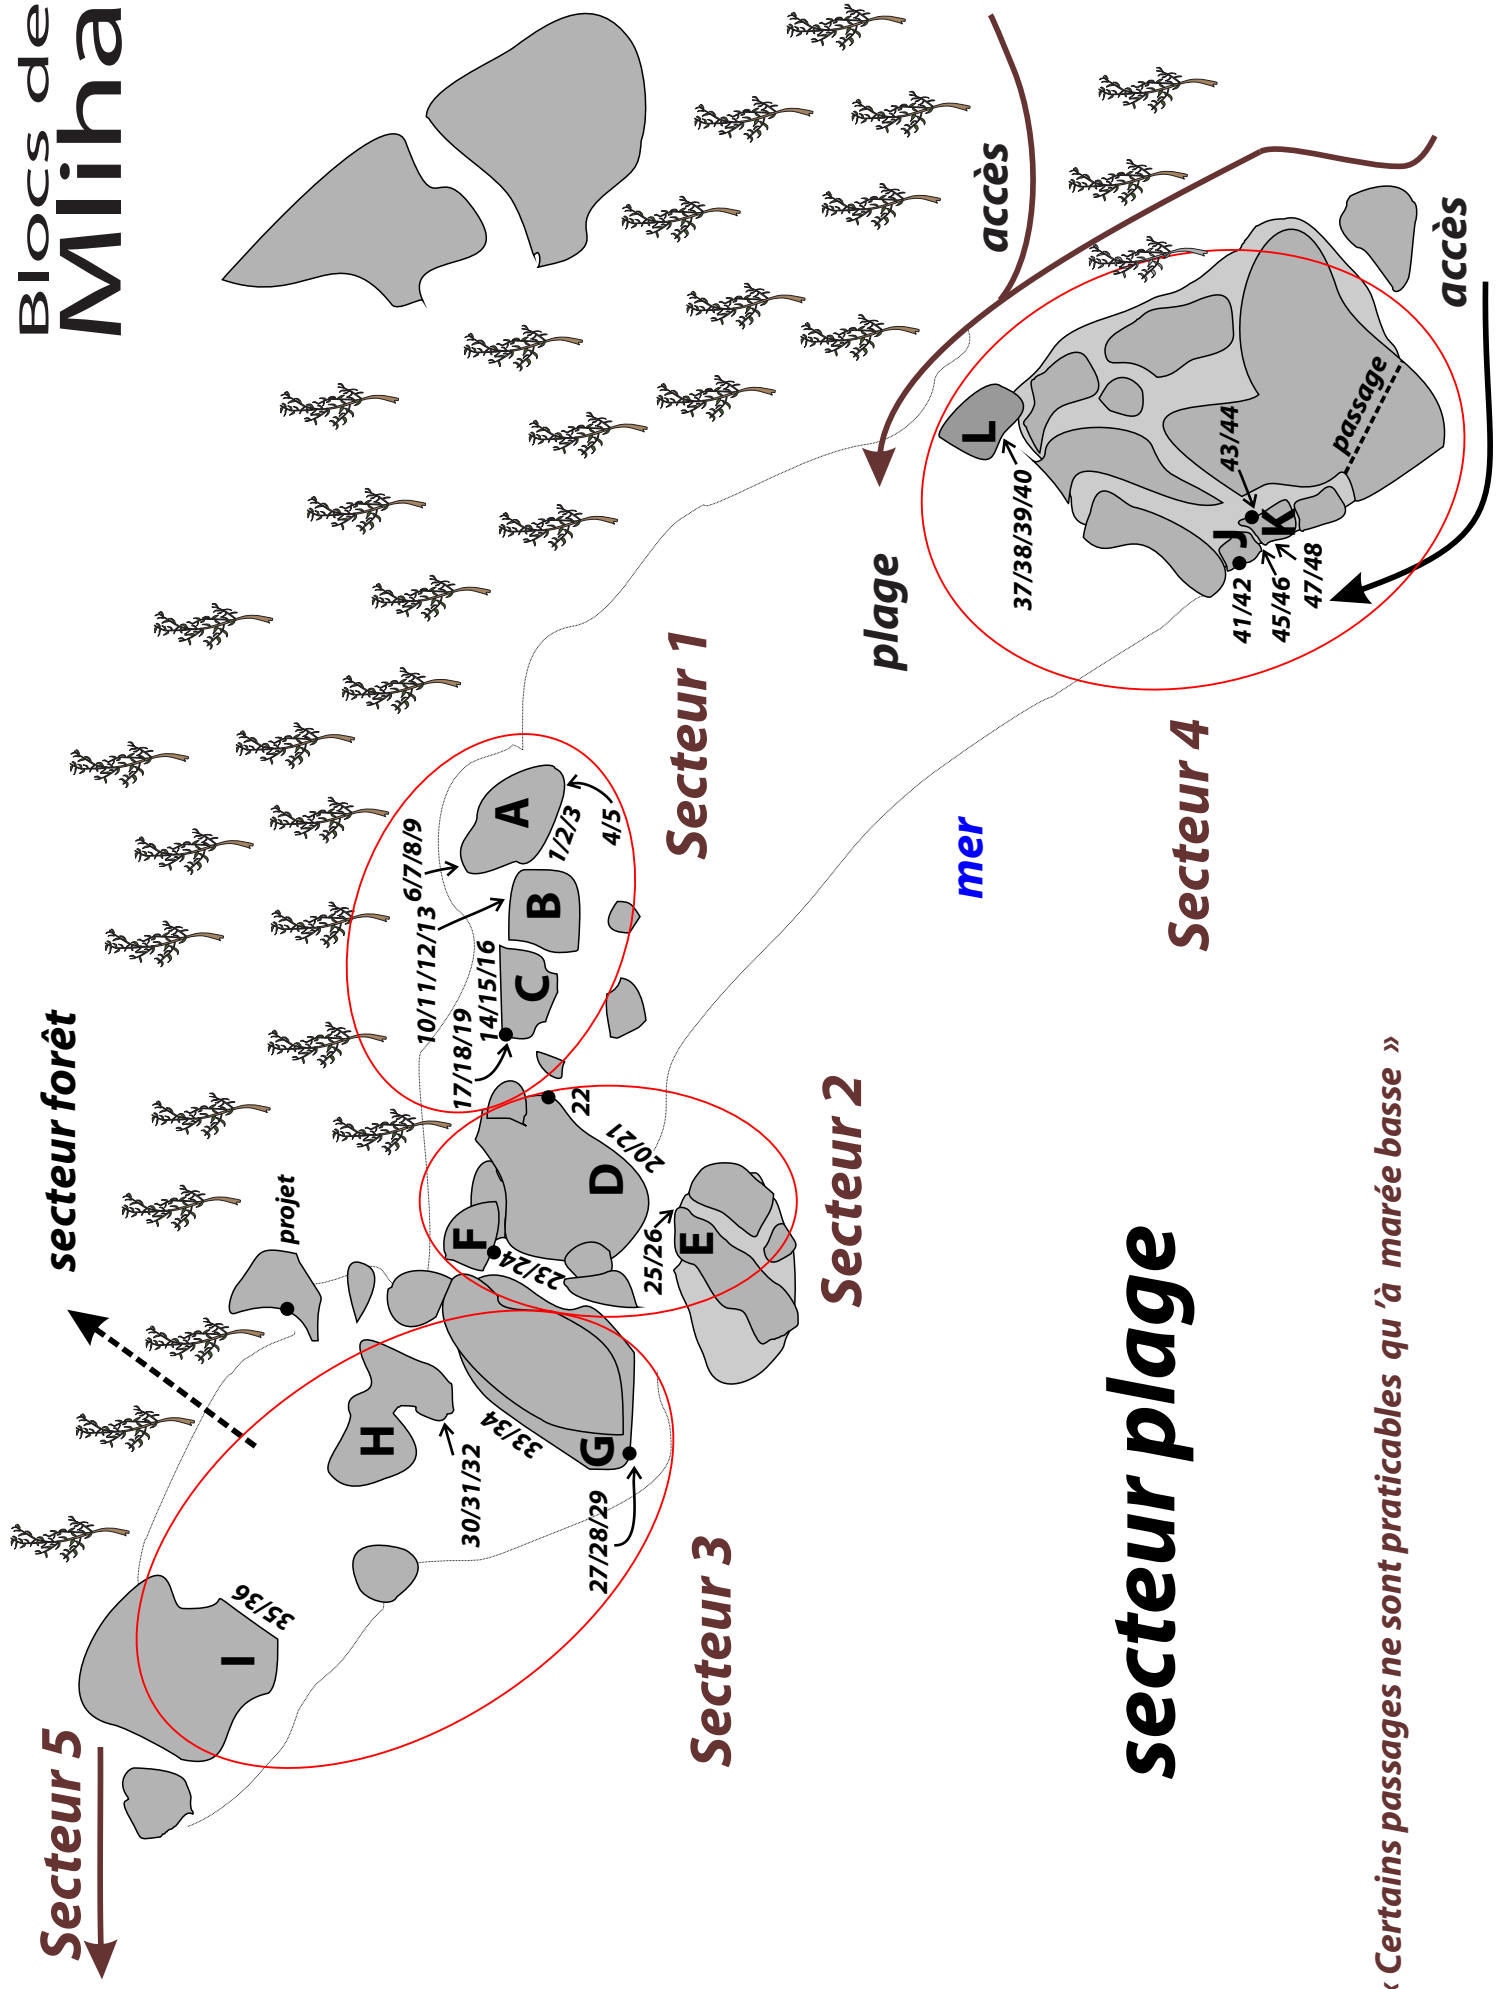 Blocs de
Mliha
secteur forêt
Secteur 5
projet
accès
accès
plage
mer
passage
Secteur 1
A
B
C
1/2/3
4/5
6/7/8/9
10/11/12/13
14/15/16
17/18/19
Secteur 2
D
E
F
20/21
22
23/24
25/26
Secteur 3
G
H
I
27/28/29
30/31/32
33/34
35/36
Secteur 4
J
K
L
37/38/39/40
41/42
43/44
45/46
47/48
secteur plage
« Certains passages ne sont praticables qu 'à marée basse »